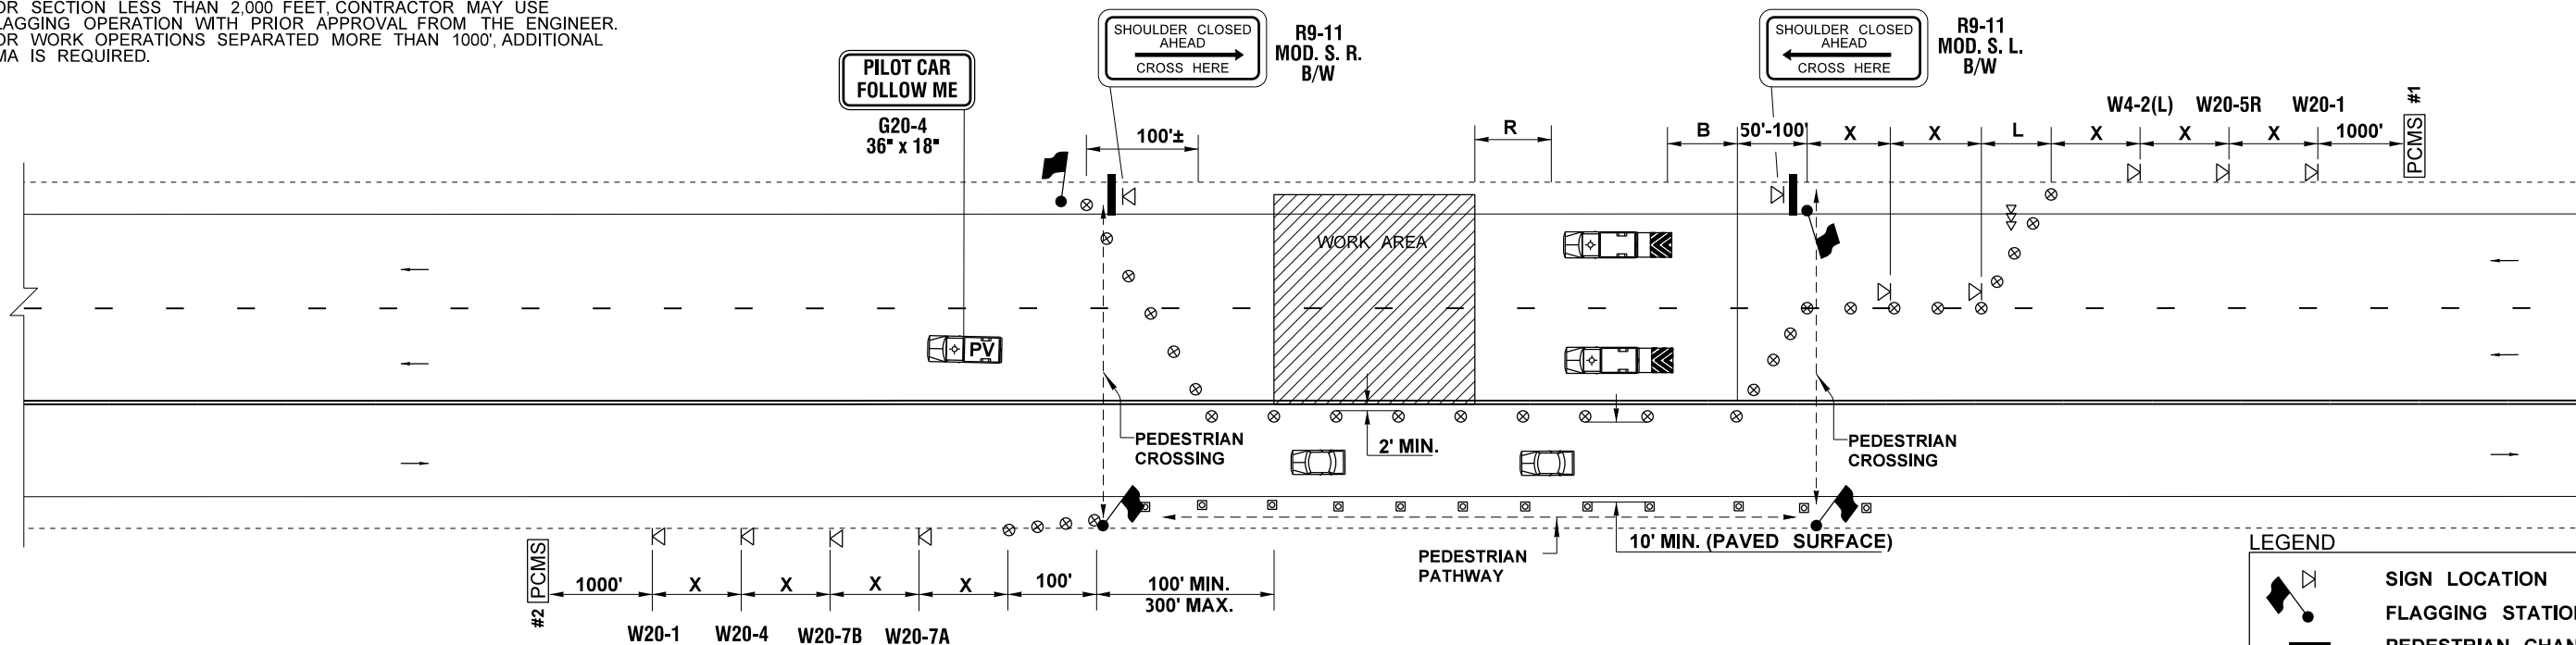 OR SECTION LESS THAN 2,000 FEET, CONTRACTOR MAY USE
LAGGING OPERATION WITH PRIOR APPROVAL FROM THE ENGINEER.
OR WORK OPERATIONS SEPARATED MORE THAN 1000', ADDITIONAL
MA IS REQUIRED.
PILOT CAR
FOLLOW ME
G20-4
36" x 18"
SHOULDER CLOSED
AHEAD
CROSS HERE
R9-11
MOD. S. R.
B/W
SHOULDER CLOSED
AHEAD
CROSS HERE
R9-11
MOD. S. L.
B/W
W4-2(L) W20-5R W20-1
PCMS #1
100'±
R
B
50'-100'
X
X
L
X
X
X
1000'
WORK AREA
PV
PEDESTRIAN
CROSSING
2' MIN.
PEDESTRIAN
CROSSING
PEDESTRIAN
PATHWAY
10' MIN. (PAVED SURFACE)
#2 PCMS
1000'
X
X
X
X
100'
100' MIN.
300' MAX.
W20-1 W20-4 W20-7B W20-7A
LEGEND
SIGN LOCATION
FLAGGING STATION
PEDESTRIAN CHAN